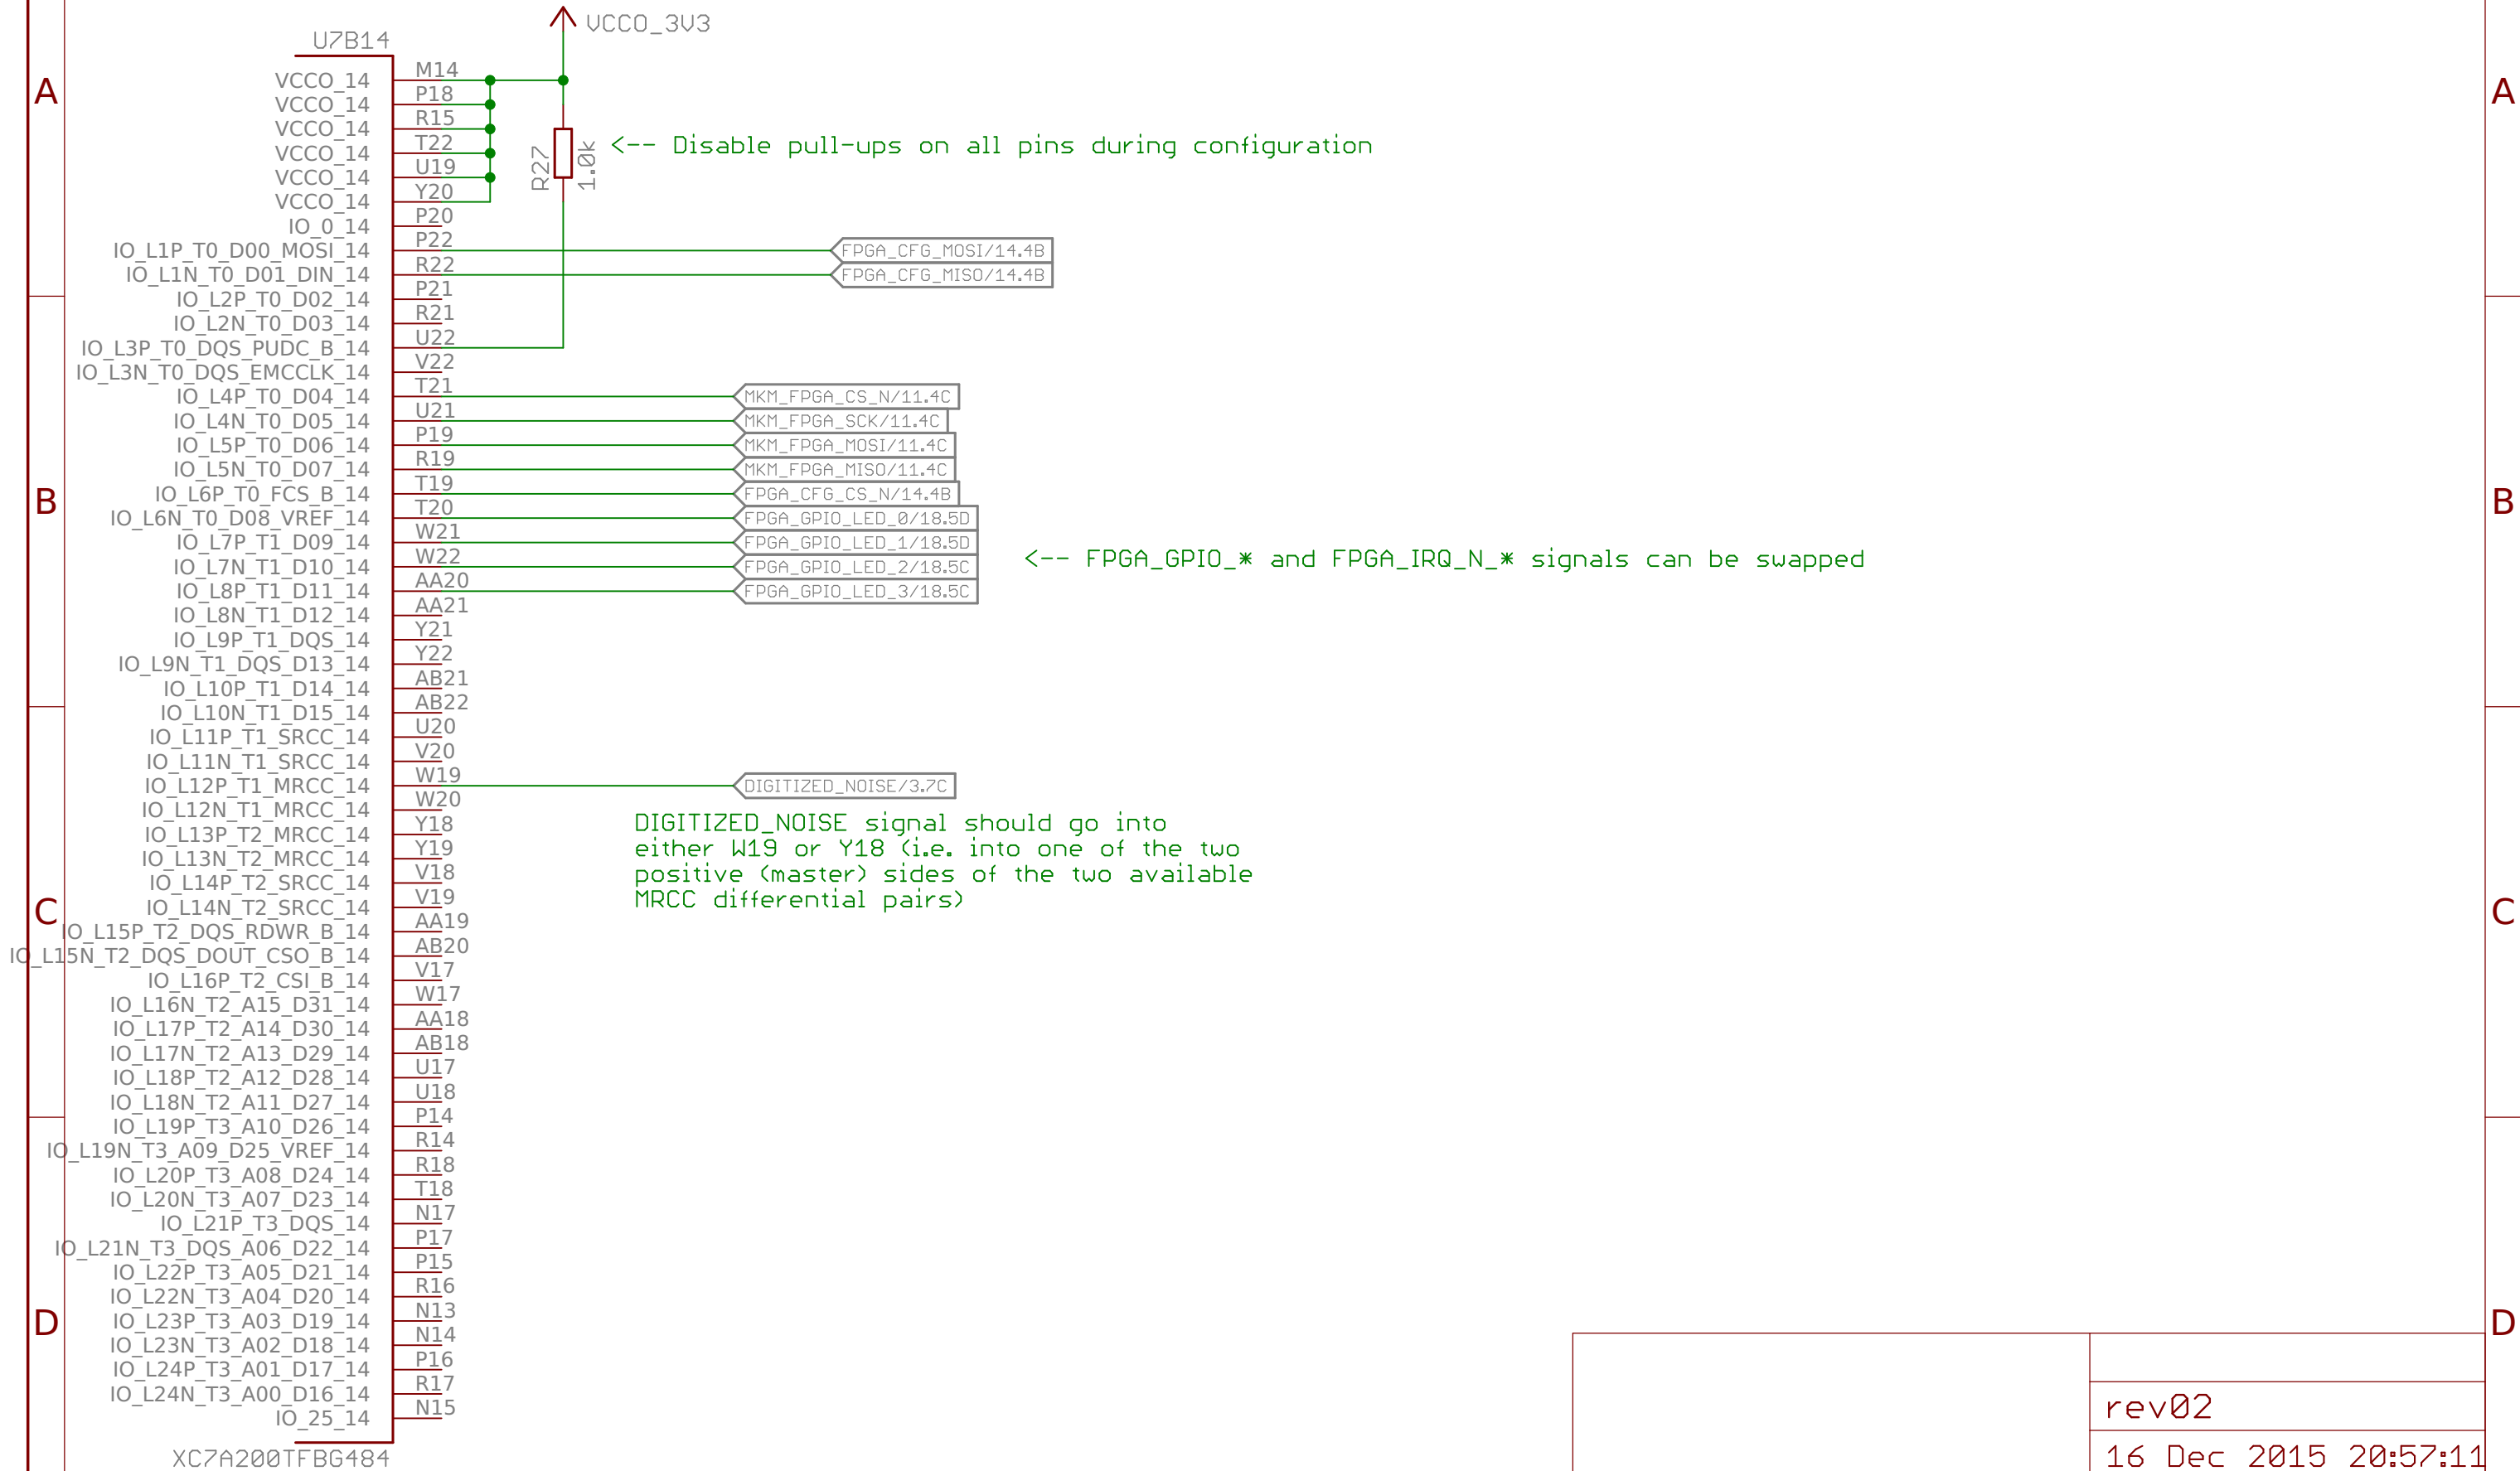 VCCO_3V3
U7B14
A
A
VCCO_14 M14
VCCO_14 P18
VCCO_14 R15
VCCO_14 T22
VCCO_14 U19
VCCO_14 Y20
R27
1.0k
<-- Disable pull-ups on all pins during configuration
IO_0_14 P20
IO_L1P_T0_D00_MOSI_14 P22 FPGA_CFG_MOSI/14.4B
IO_L1N_T0_D01_DIN_14 R22 FPGA_CFG_MISO/14.4B
IO_L2P_T0_D02_14 P21
IO_L2N_T0_D03_14 R21
IO_L3P_T0_DQS_PUDC_B_14 U22
IO_L3N_T0_DQS_EMCCLK_14 V22
IO_L4P_T0_D04_14 T21 MKM_FPGA_CS_N/11.4C
IO_L4N_T0_D05_14 U21 MKM_FPGA_SCK/11.4C
IO_L5P_T0_D06_14 P19 MKM_FPGA_MOSI/11.4C
IO_L5N_T0_D07_14 R19 MKM_FPGA_MISO/11.4C
IO_L6P_T0_FCS_B_14 T19 FPGA_CFG_CS_N/14.4B
B
B
IO_L6N_T0_D08_VREF_14 T20 FPGA_GPIO_LED_0/18.5D
IO_L7P_T1_D09_14 W21 FPGA_GPIO_LED_1/18.5D
<-- FPGA_GPIO_* and FPGA_IRQ_N_* signals can be swapped
IO_L7N_T1_D10_14 W22 FPGA_GPIO_LED_2/18.5C
IO_L8P_T1_D11_14 AA20 FPGA_GPIO_LED_3/18.5C
IO_L8N_T1_D12_14 AA21
IO_L9P_T1_DQS_14 Y21
IO_L9N_T1_DQS_D13_14 Y22
IO_L10P_T1_D14_14 AB21
IO_L10N_T1_D15_14 AB22
IO_L11P_T1_SRCC_14 U20
IO_L11N_T1_SRCC_14 V20
IO_L12P_T1_MRCC_14 W19 DIGITIZED_NOISE/3.7C
IO_L12N_T1_MRCC_14 W20
IO_L13P_T2_MRCC_14 Y18
IO_L13N_T2_MRCC_14 Y19
IO_L14P_T2_SRCC_14 V18
IO_L14N_T2_SRCC_14 V19
DIGITIZED_NOISE signal should go into
either W19 or Y18 (i.e. into one of the two
positive (master) sides of the two available
MRCC differential pairs)
C
C
IO_L15P_T2_DQS_RDWR_B_14 AA19
IO_L15N_T2_DQS_DOUT_CSO_B_14 AB20
IO_L16P_T2_CSI_B_14 V17
IO_L16N_T2_A15_D31_14 W17
IO_L17P_T2_A14_D30_14 AA18
IO_L17N_T2_A13_D29_14 AB18
IO_L18P_T2_A12_D28_14 U17
IO_L18N_T2_A11_D27_14 U18
IO_L19P_T3_A10_D26_14 P14
IO_L19N_T3_A09_D25_VREF_14 R14
IO_L20P_T3_A08_D24_14 R18
IO_L20N_T3_A07_D23_14 T18
IO_L21P_T3_DQS_14 N17
IO_L21N_T3_DQS_A06_D22_14 P17
IO_L22P_T3_A05_D21_14 P15
IO_L22N_T3_A04_D20_14 R16
IO_L23P_T3_A03_D19_14 N13
D
D
IO_L23N_T3_A02_D18_14 N14
IO_L24P_T3_A01_D17_14 P16
IO_L24N_T3_A00_D16_14 R17
IO_25_14 N15
XC7A200TFBG484
rev02
16 Dec 2015 20:57:11